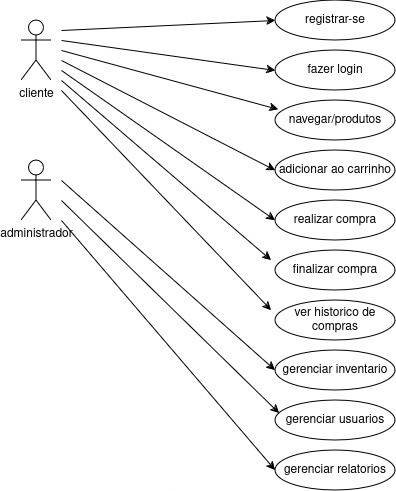 registrar-se
fazer login
cliente
navegar/produtos
adicionar ao carrinho
realizar compra
administrador
finalizar compra
ver historico de
compras
gerenciar inventario
gerenciar usuarios
gerenciar relatorios